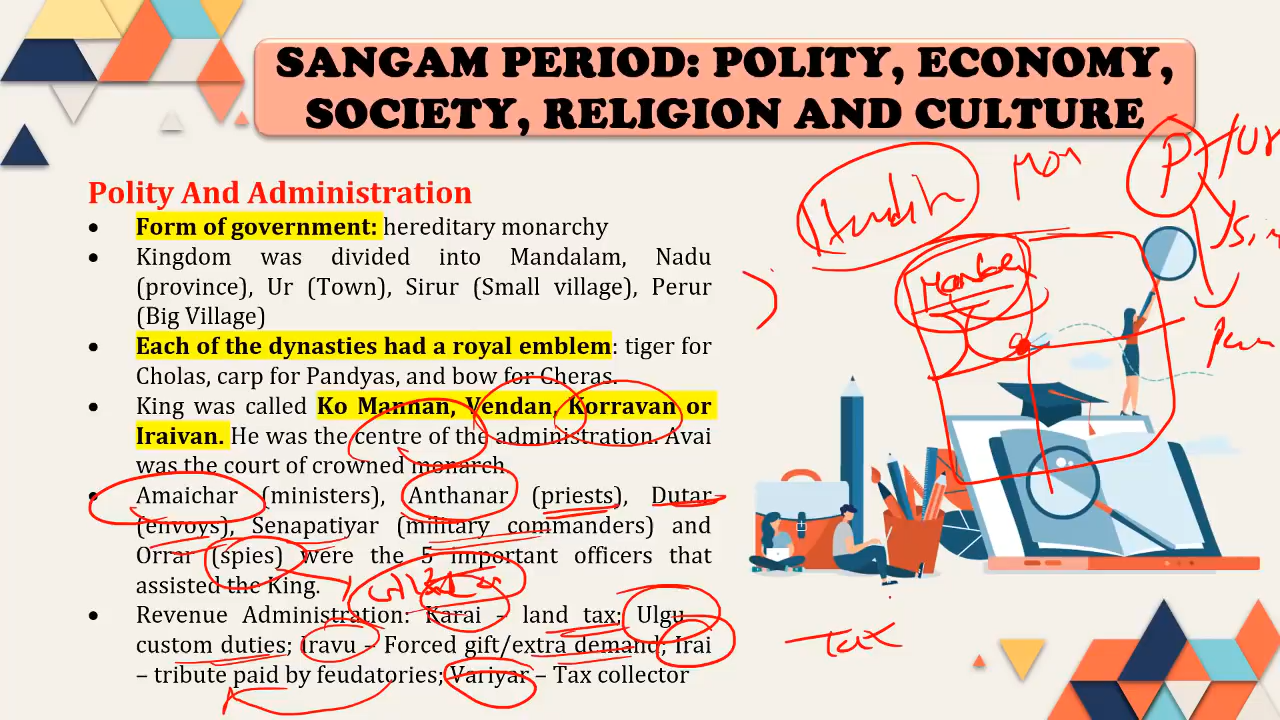 SANGAM PERIOD: POLITY, ECONOMY,
SOCIETY, RELIGION AND CULTURE
Polity And Administration
• Form of government: hereditary monarchy
• Kingdom was divided into Mandalam, Nadu
(province), Ur (Town), Sirur (Small village), Perur
(Big Village)
• Each of the dynasties had a royal emblem: tiger for
Cholas, carp for Pandyas, and bow for Cheras.
• King was called Ko Mannan, Vendan, Korravan or
Iraivan. He was the centre of the administration. Avai
was the court of crowned monarch
• Amaichar (ministers), Anthanar (priests), Dutar
(envoys), Senapatiyar (military commanders) and
Orrar (spies) were the 5 important officers that
assisted the King.
• Revenue Administration: Karai – land tax; Ulgu
custom duties; Iravu – Forced gift/extra demand; Irai
– tribute paid by feudatories; Variyar – Tax collector
P
Ur
Tax